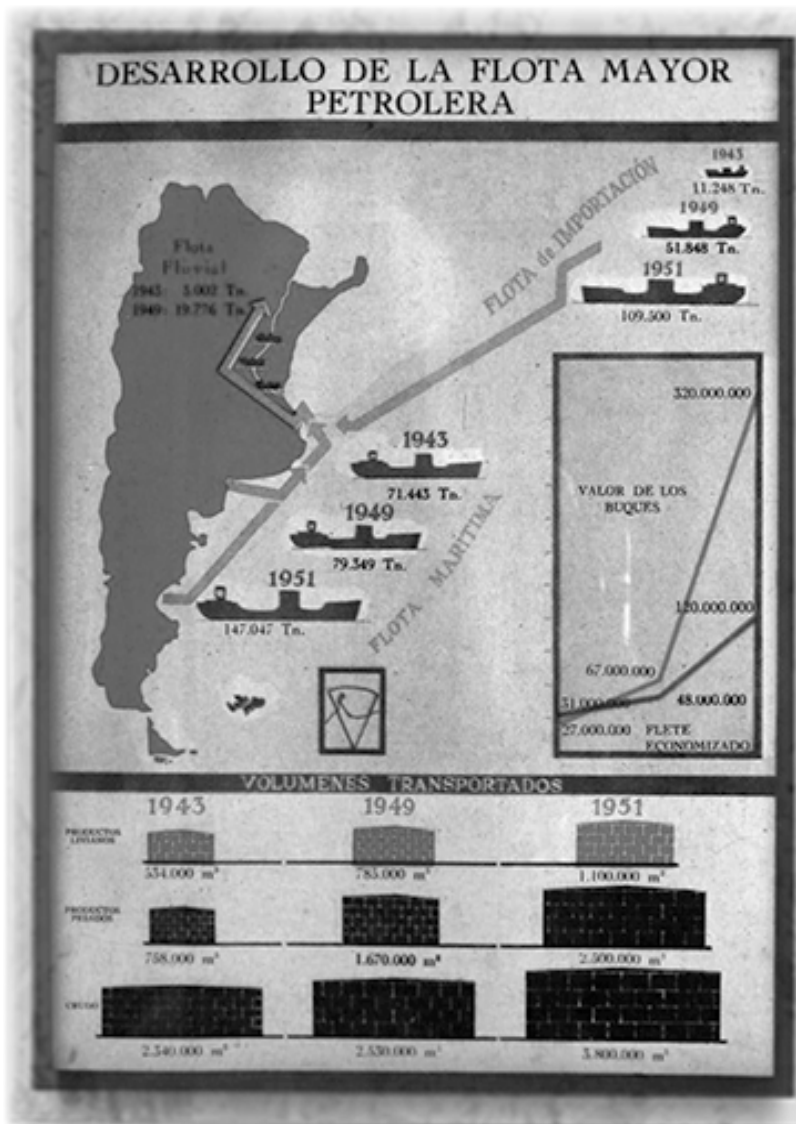 DESARROLLO DE LA FLOTA MAYOR
PETROLERA
Flota
Fluvial
1943: 5.002 Tn.
1949: 19.776 Tn.
FLOTA de IMPORTACIÓN
1943
11.248 Tn.
1949
51.848 Tn.
1951
109.500 Tn.
1943
71.443 Tn.
1949
79.349 Tn.
1951
147.047 Tn.
FLOTA MARÍTIMA
320.000.000
VALOR DE LOS
BUQUES
120.000.000
67.000.000
31.000.000
48.000.000
27.000.000
FLETE
ECONOMIZADO
VOLUMENES TRANSPORTADOS
1943
1949
1951
PRODUCTOS
LIVIANOS
534.000 m³
785.000 m³
1.100.000 m³
PRODUCTOS
PESADOS
758.000 m³
1.670.000 m³
2.500.000 m³
CRUDO
2.340.000 m³
2.530.000 m³
3.800.000 m³